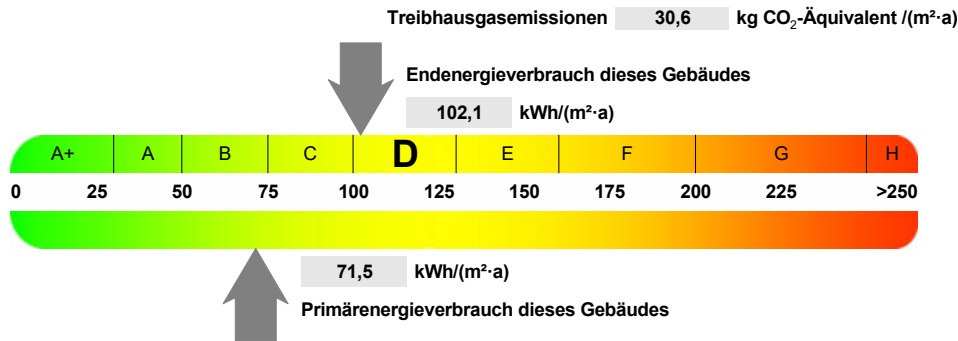 Treibhausgasemissionen 30,6 kg CO₂-Äquivalent /(m²·a)
Endenergieverbrauch dieses Gebäudes
102,1 kWh/(m²·a)
A+ A B C D E F G H
0 25 50 75 100 125 150 175 200 225 >250
71,5 kWh/(m²·a)
Primärenergieverbrauch dieses Gebäudes